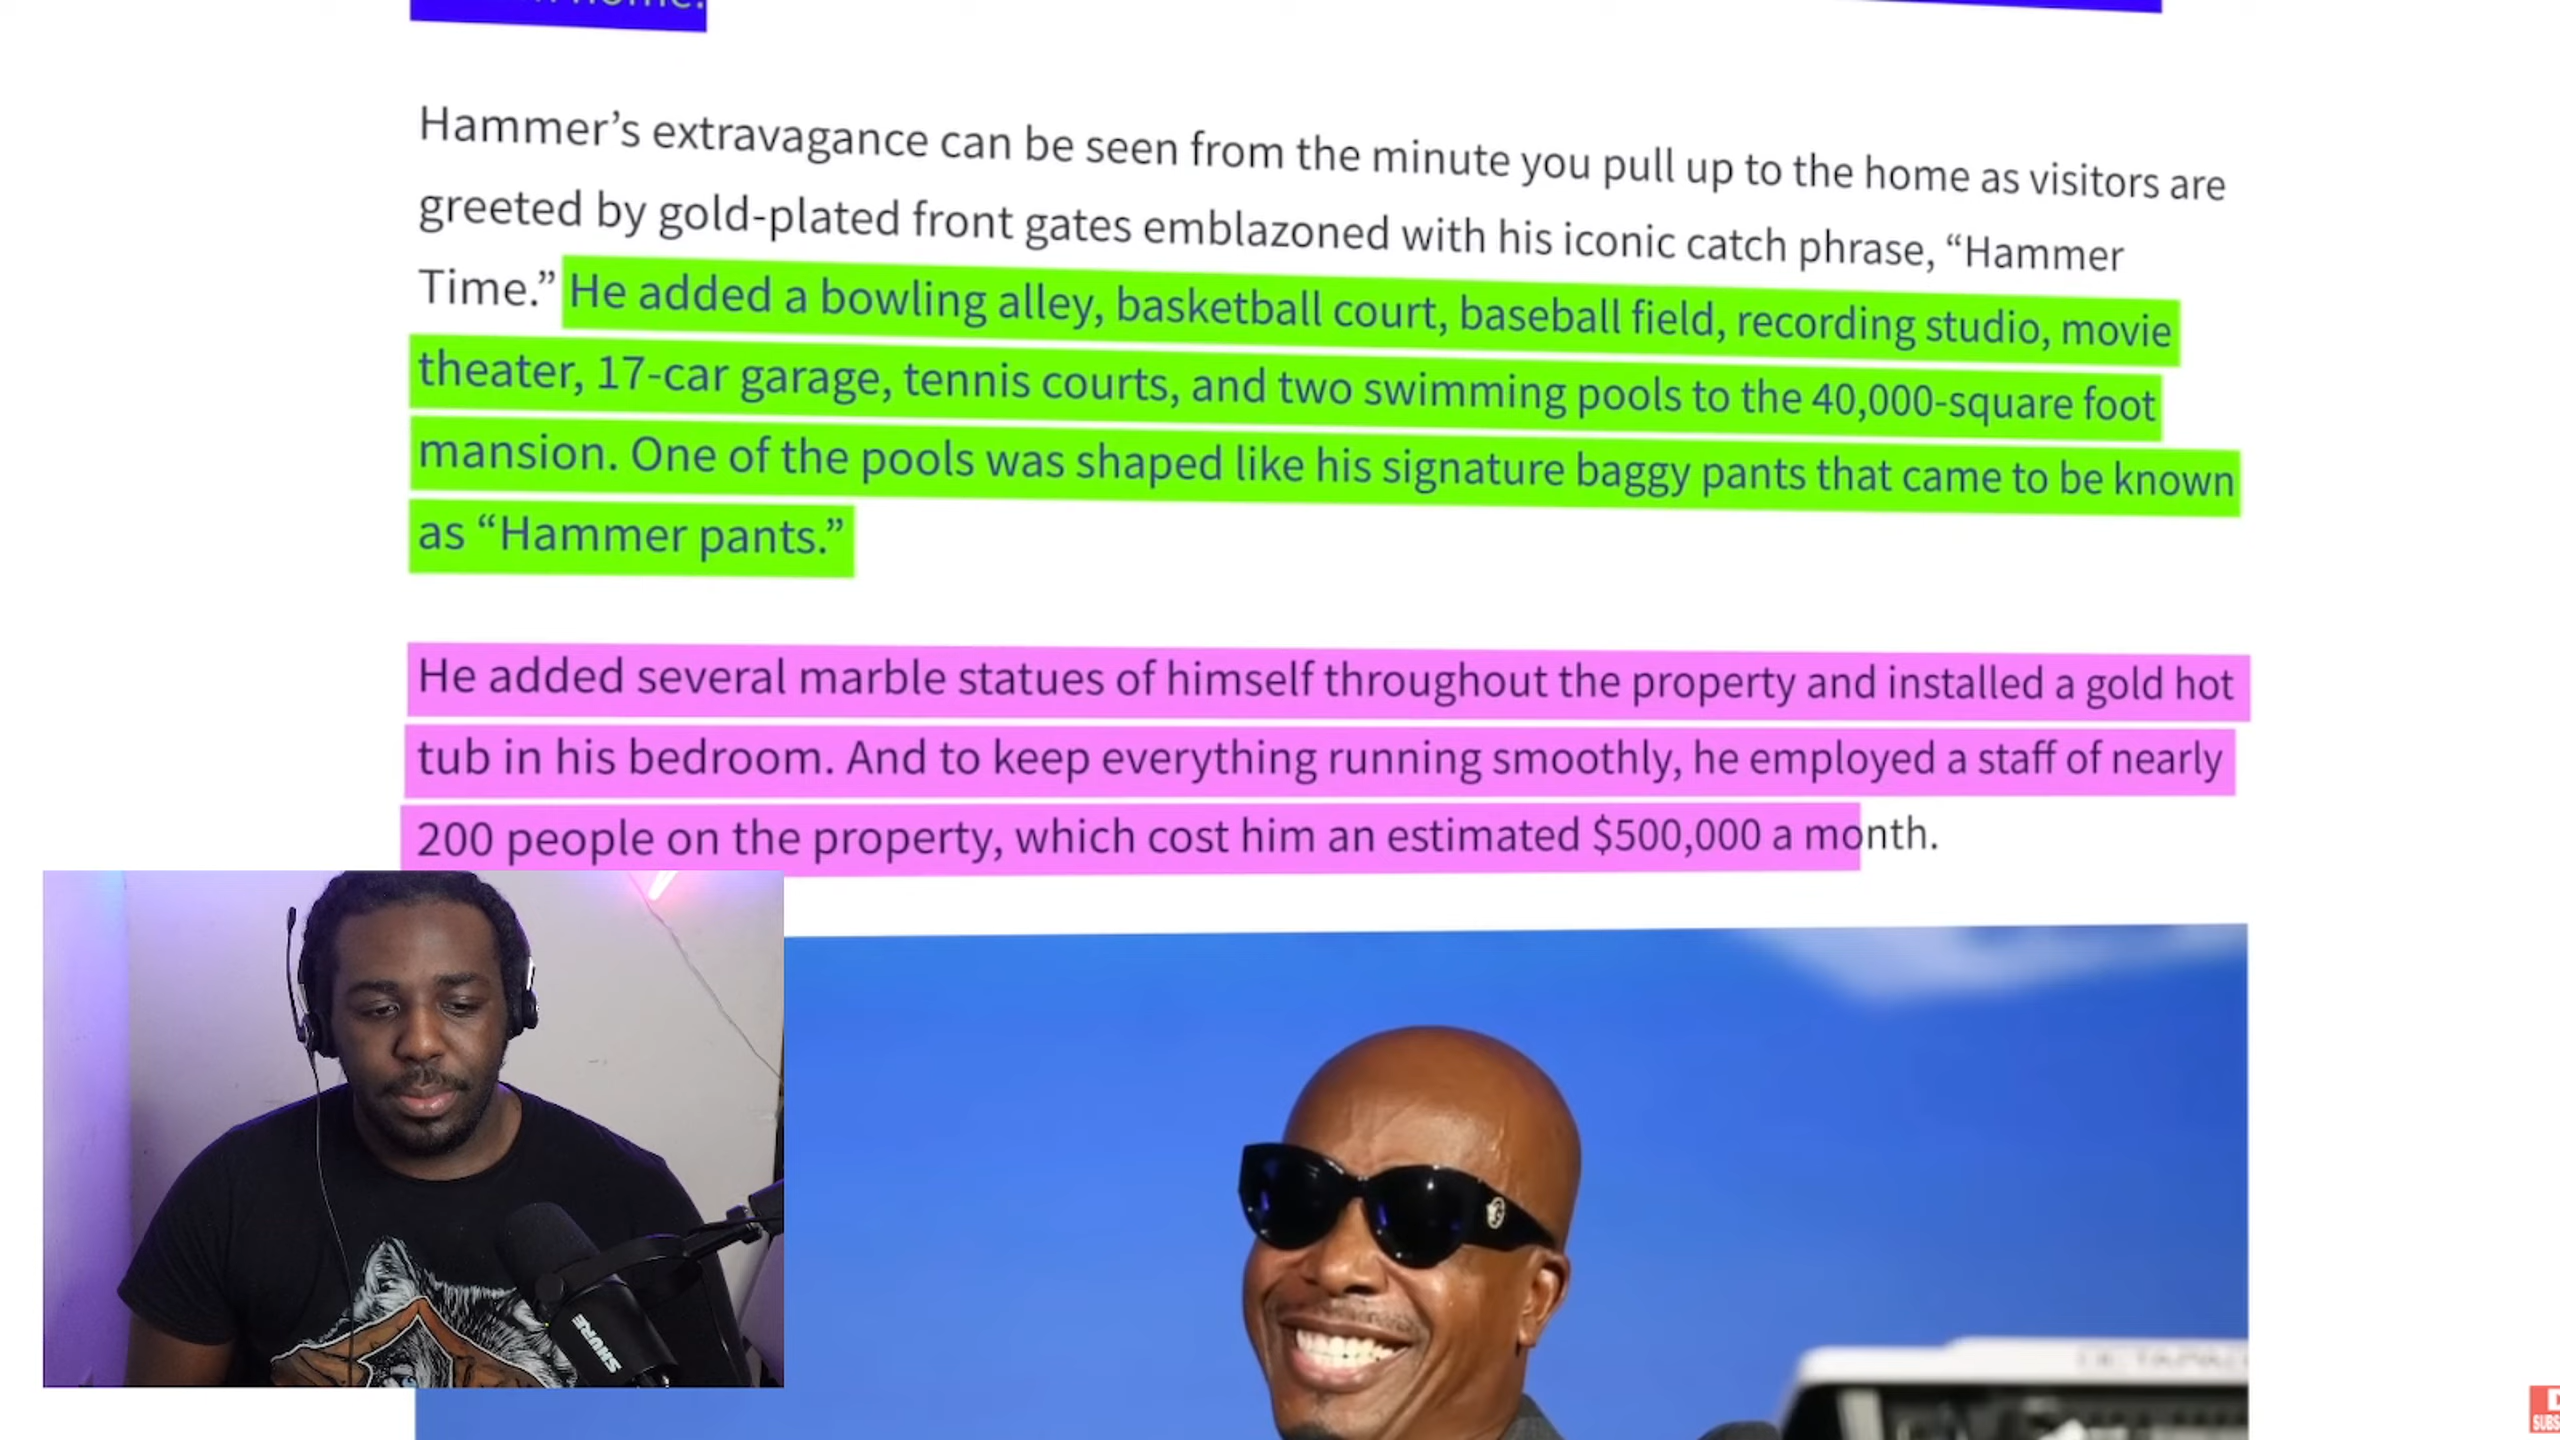 home.
Hammer’s extravagance can be seen from the minute you pull up to the home as visitors are
greeted by gold-plated front gates emblazoned with his iconic catch phrase, “Hammer
Time.” He added a bowling alley, basketball court, baseball field, recording studio, movie
theater, 17-car garage, tennis courts, and two swimming pools to the 40,000-square foot
mansion. One of the pools was shaped like his signature baggy pants that came to be known
as “Hammer pants.”
He added several marble statues of himself throughout the property and installed a gold hot
tub in his bedroom. And to keep everything running smoothly, he employed a staff of nearly
200 people on the property, which cost him an estimated $500,000 a month.
SHURE
SUBS